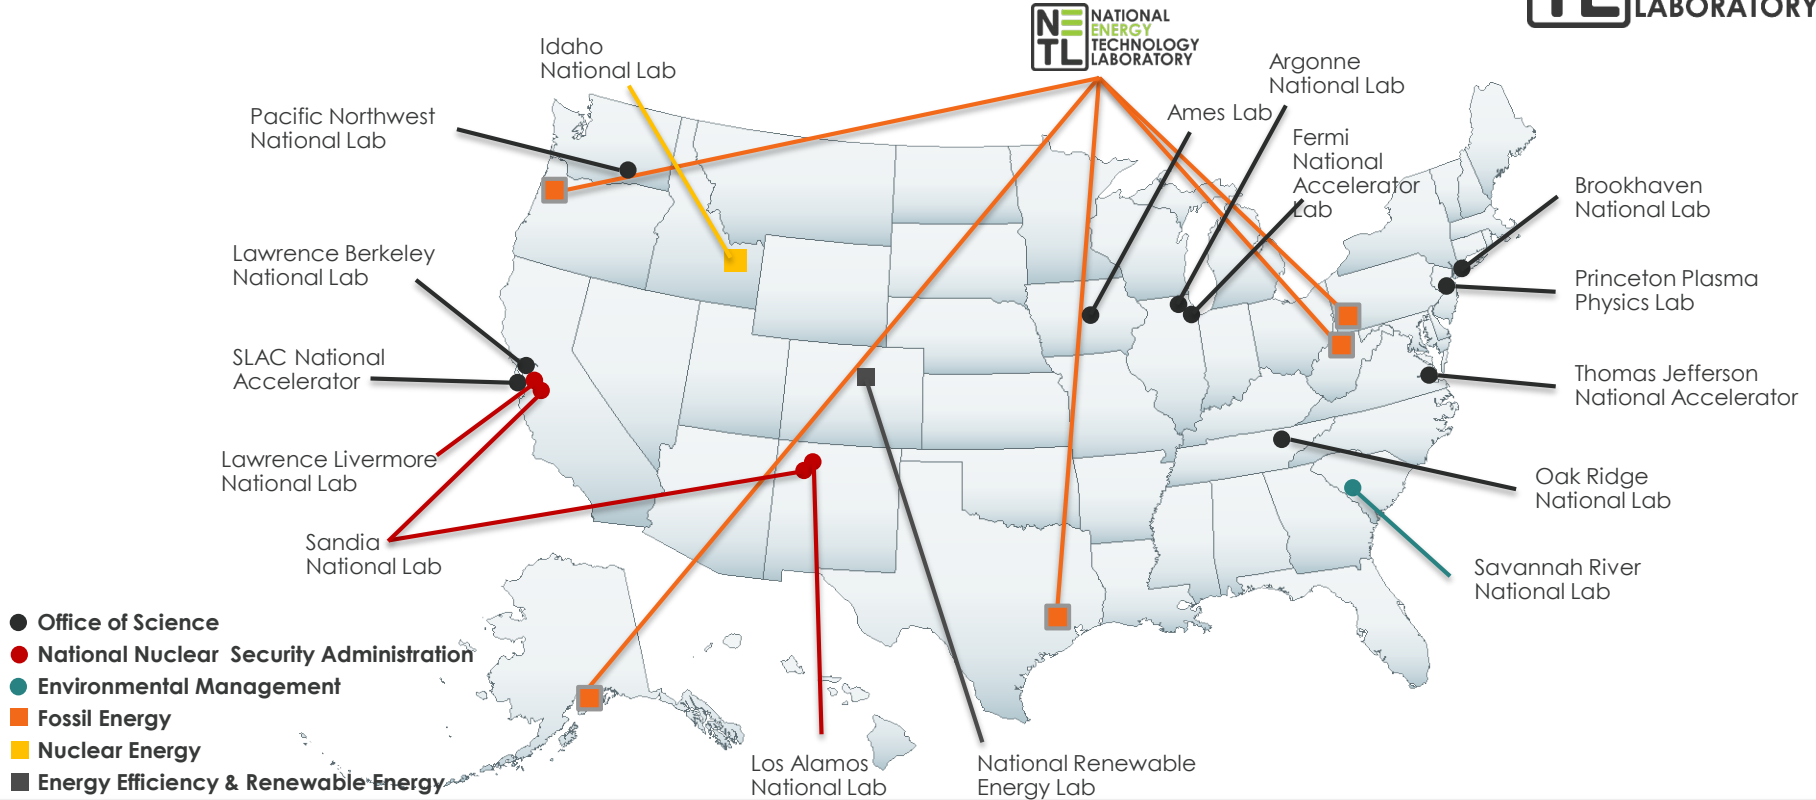 NATIONAL
ENERGY
TECHNOLOGY
LABORATORY
NE
TL
TL
LABORATORY
Idaho
National Lab
Argonne
National Lab
Pacific Northwest
National Lab
Ames Lab
Fermi
National
Accelerator
Lab
Brookhaven
National Lab
Lawrence Berkeley
National Lab
Princeton Plasma
Physics Lab
SLAC National
Accelerator
Thomas Jefferson
National Accelerator
Lawrence Livermore
National Lab
Oak Ridge
National Lab
Sandia
National Lab
Savannah River
National Lab
Office of Science
National Nuclear  Security Administration
Environmental Management
Fossil Energy
Nuclear Energy
Energy Efficiency & Renewable Energy
Los Alamos
National Lab
National Renewable
Energy Lab